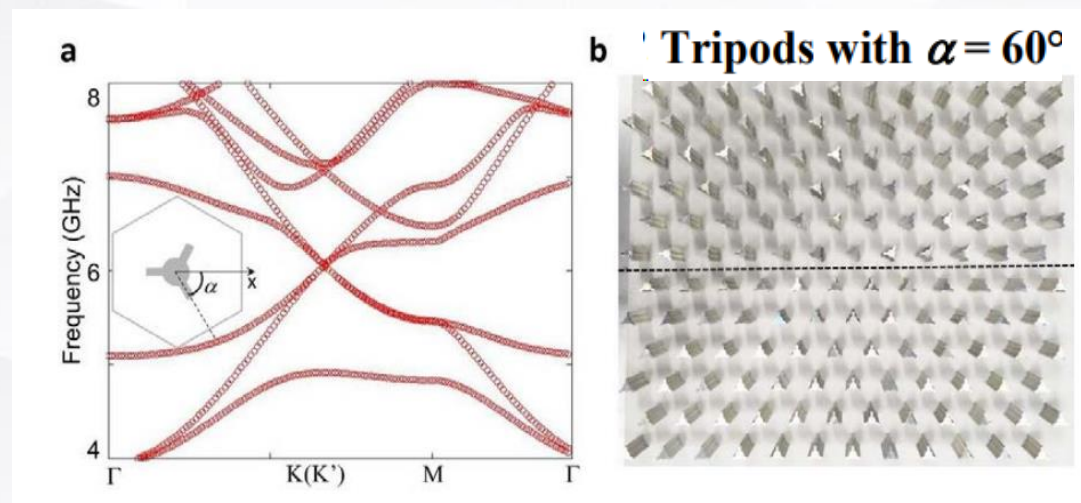 a
b
Tripods with α = 60°
8
6
4
Frequency (GHz)
α
x
Γ
K(K’)
M
Γ